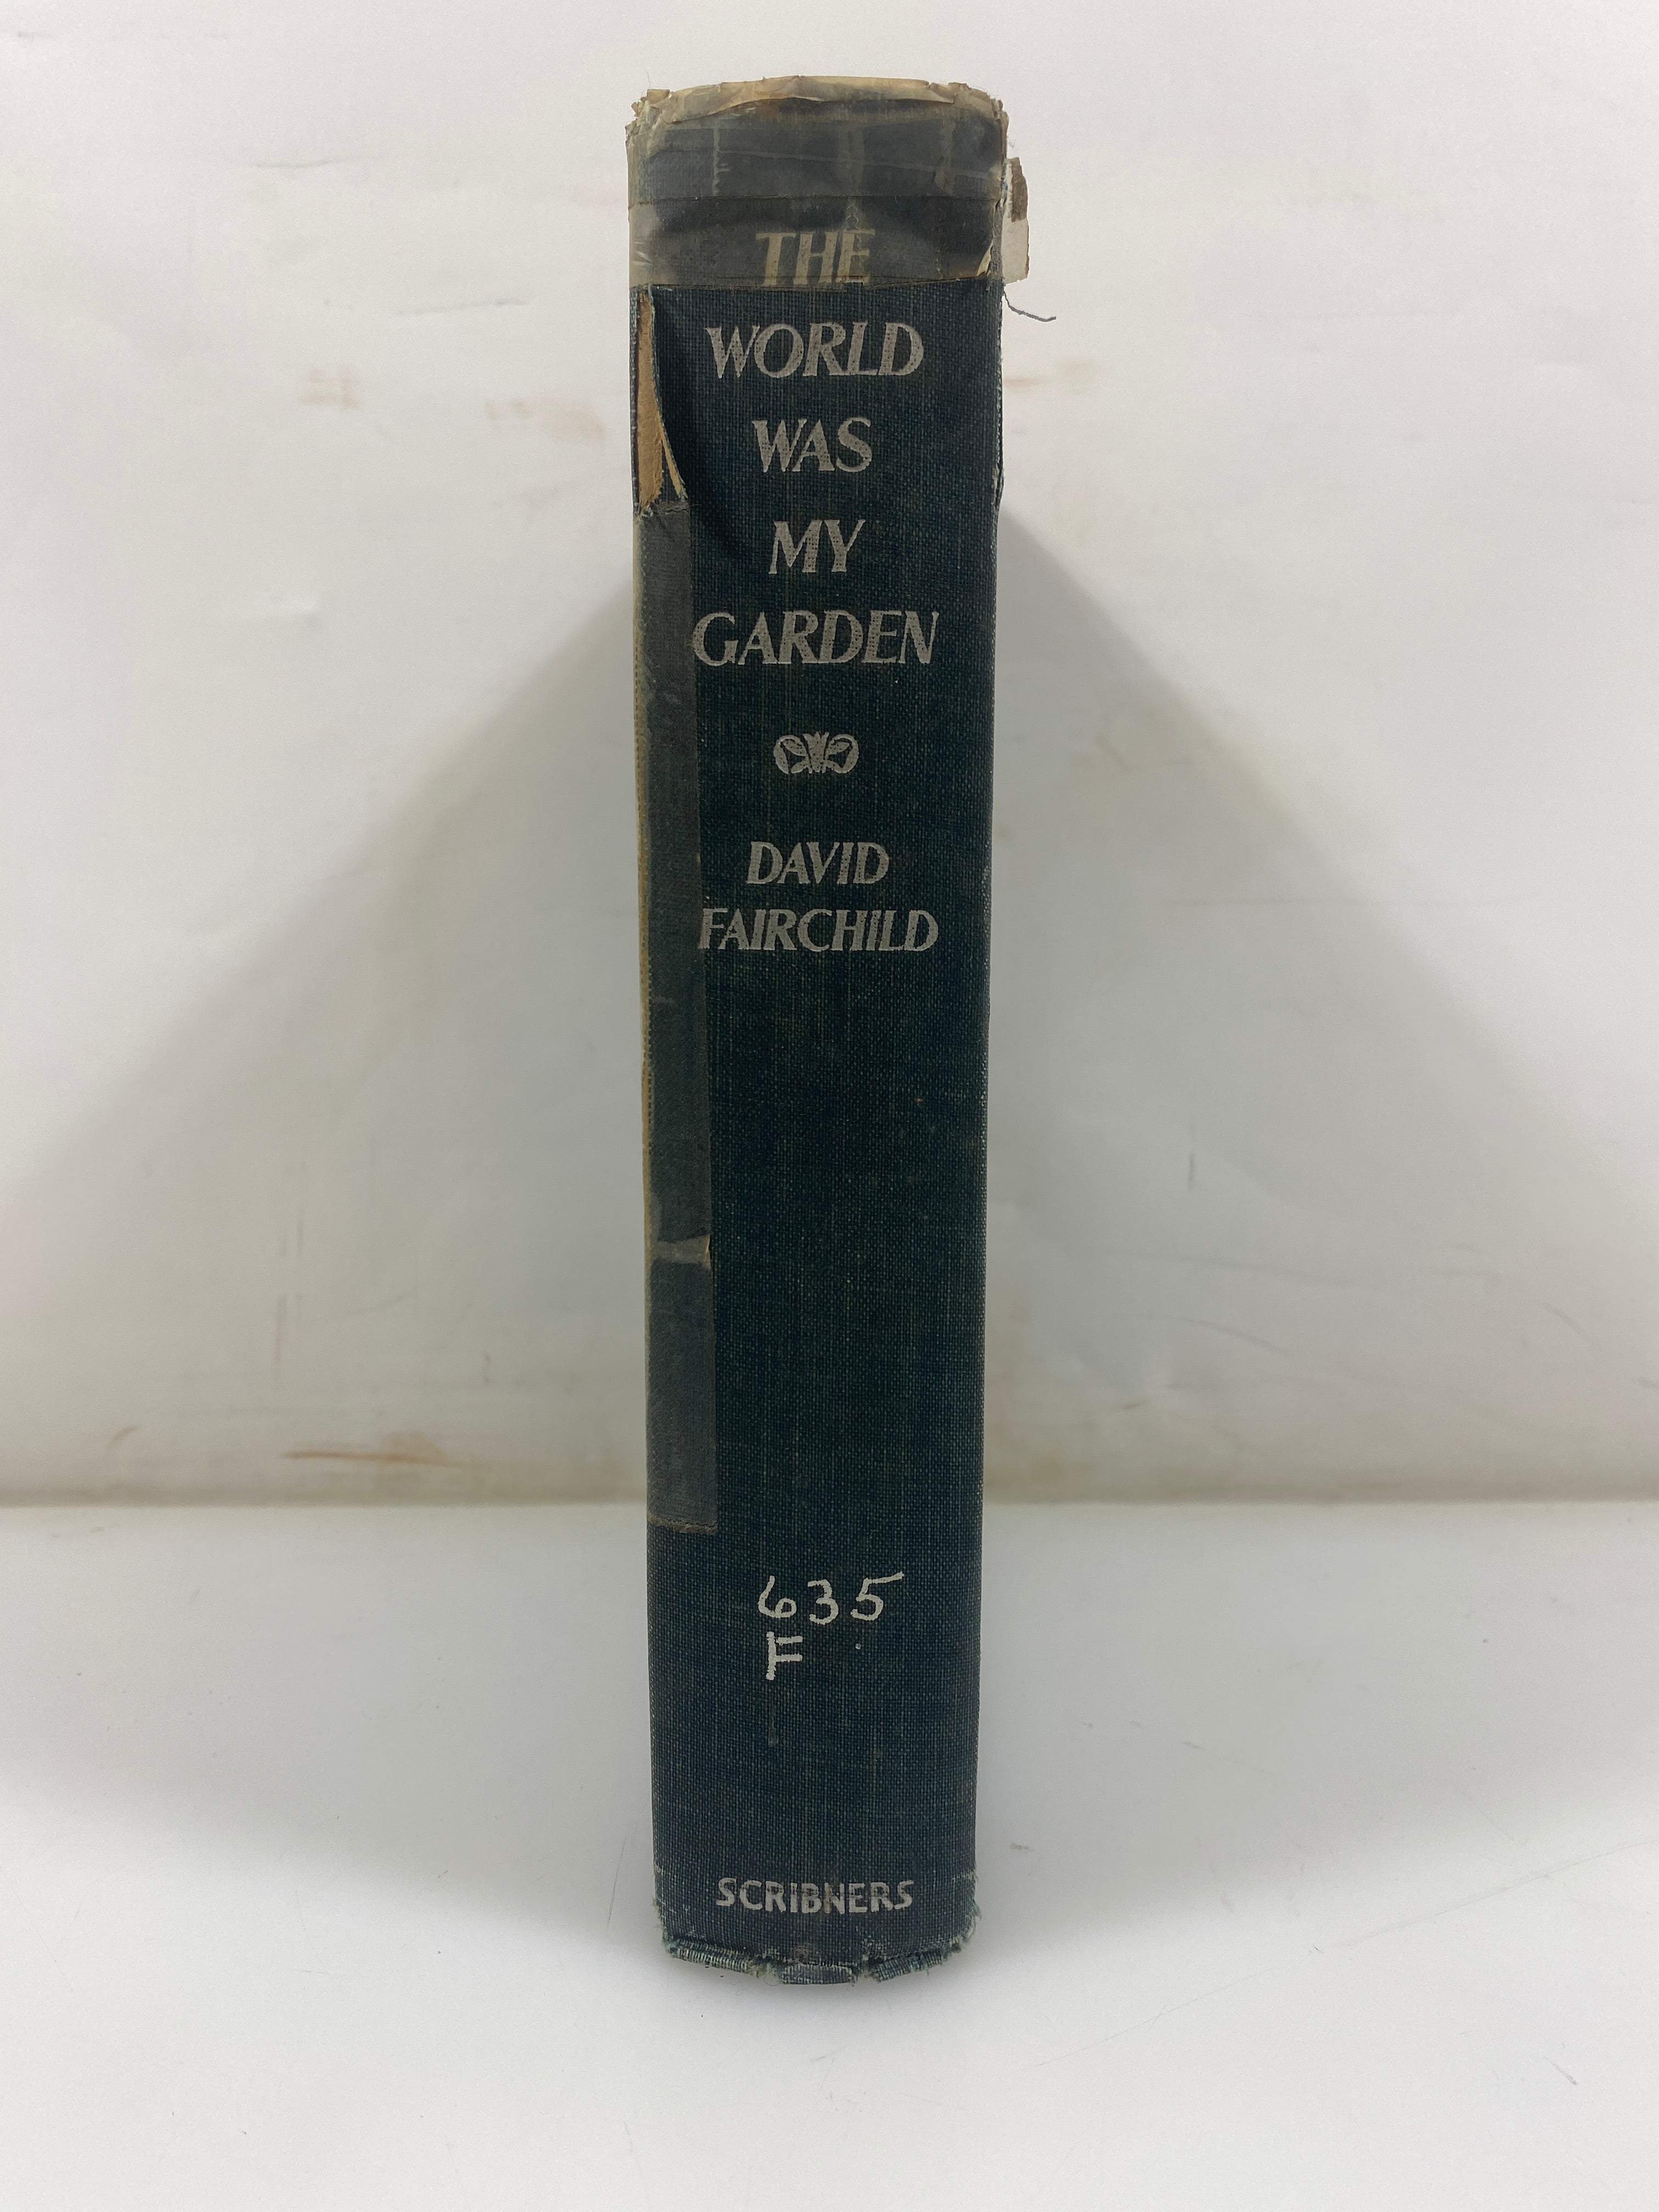 THE
WORLD
WAS
MY
GARDEN
DAVID
FAIRCHILD
635
F
SCRIBNERS